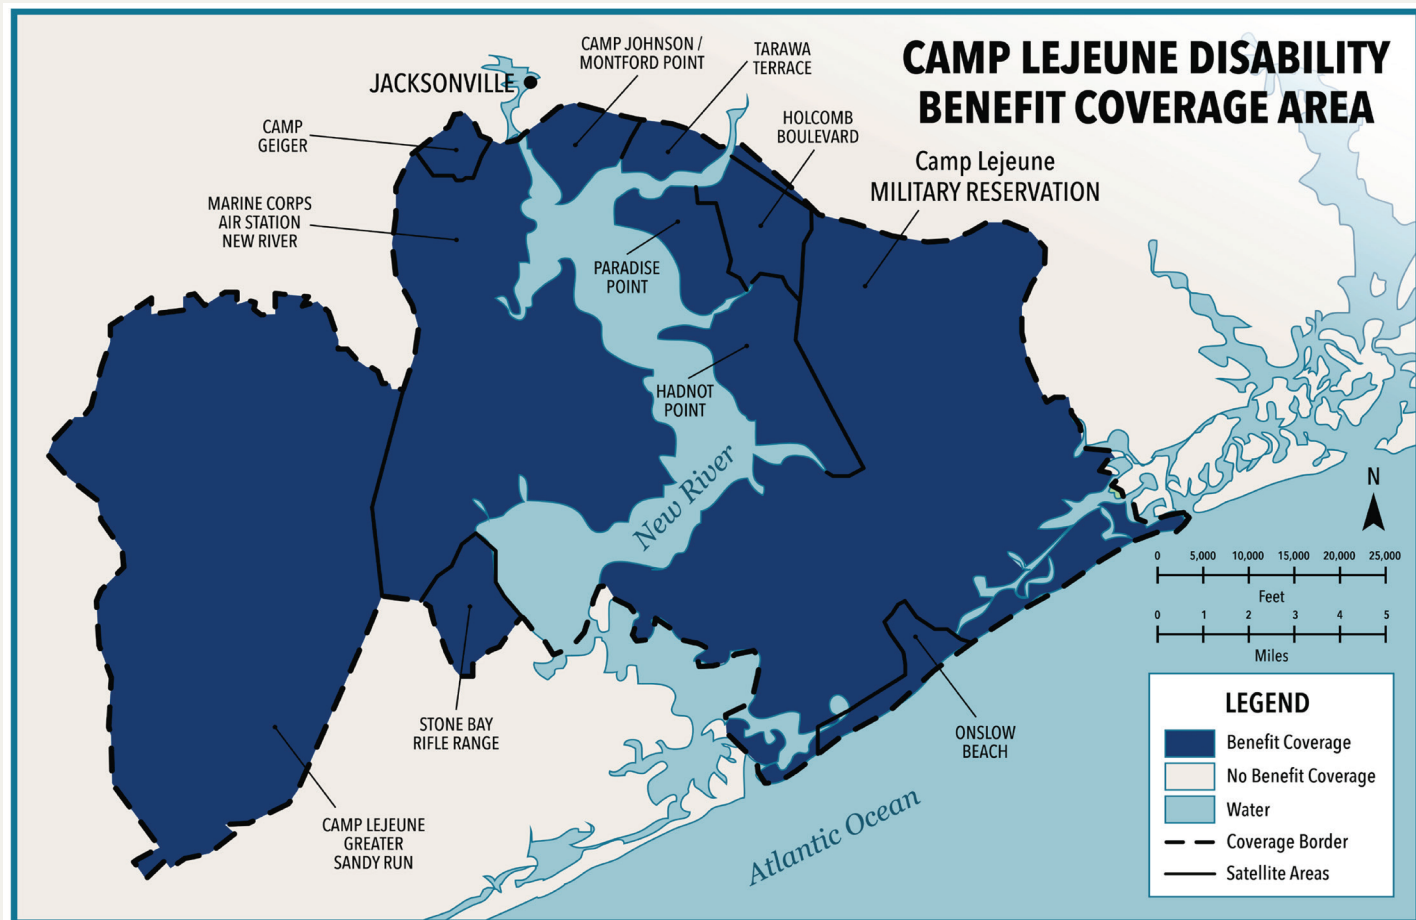 CAMP LEJEUNE DISABILITY
BENEFIT COVERAGE AREA
JACKSONVILLE
CAMP JOHNSON /
MONTFORD POINT
TARAWA
TERRACE
HOLCOMB
BOULEVARD
CAMP
GEIGER
Camp Lejeune
MILITARY RESERVATION
MARINE CORPS
AIR STATION
NEW RIVER
PARADISE
POINT
HADNOT
POINT
New River
STONE BAY
RIFLE RANGE
ONSLOW
BEACH
CAMP LEJEUNE
GREATER
SANDY RUN
Atlantic Ocean
N
0 5,000 10,000 15,000 20,000 25,000
Feet
0 1 2 3 4 5
Miles
LEGEND
Benefit Coverage
No Benefit Coverage
Water
Coverage Border
Satellite Areas